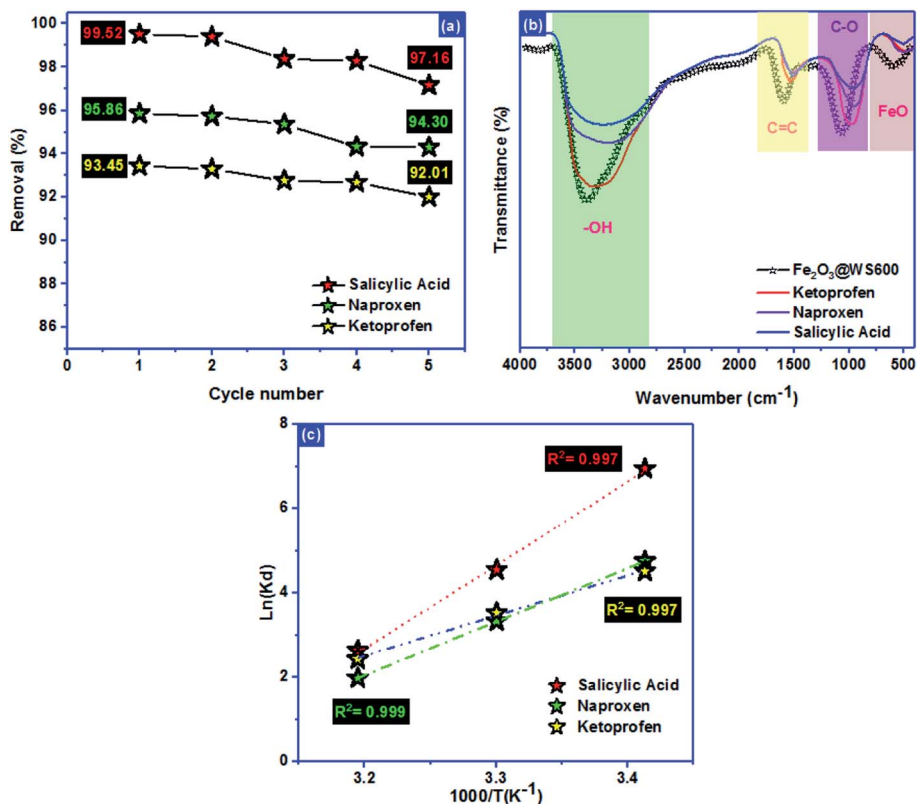 (a)
99.52
97.16
95.86
94.30
93.45
92.01
Salicylic Acid
Naproxen
Ketoprofen
Removal (%)
100
98
96
94
92
90
88
86
0 1 2 3 4 5
Cycle number
(b)
C-O
C=C
FeO
-OH
Fe₂O₃@WS600
Ketoprofen
Naproxen
Salicylic Acid
Transmittance (%)
4000 3500 3000 2500 2000 1500 1000 500
Wavenumber (cm⁻¹)
(c)
R²= 0.997
R²= 0.997
R²= 0.999
Salicylic Acid
Naproxen
Ketoprofen
Ln(Kd)
8
6
4
2
0
3.2 3.3 3.4
1000/T(K⁻¹)